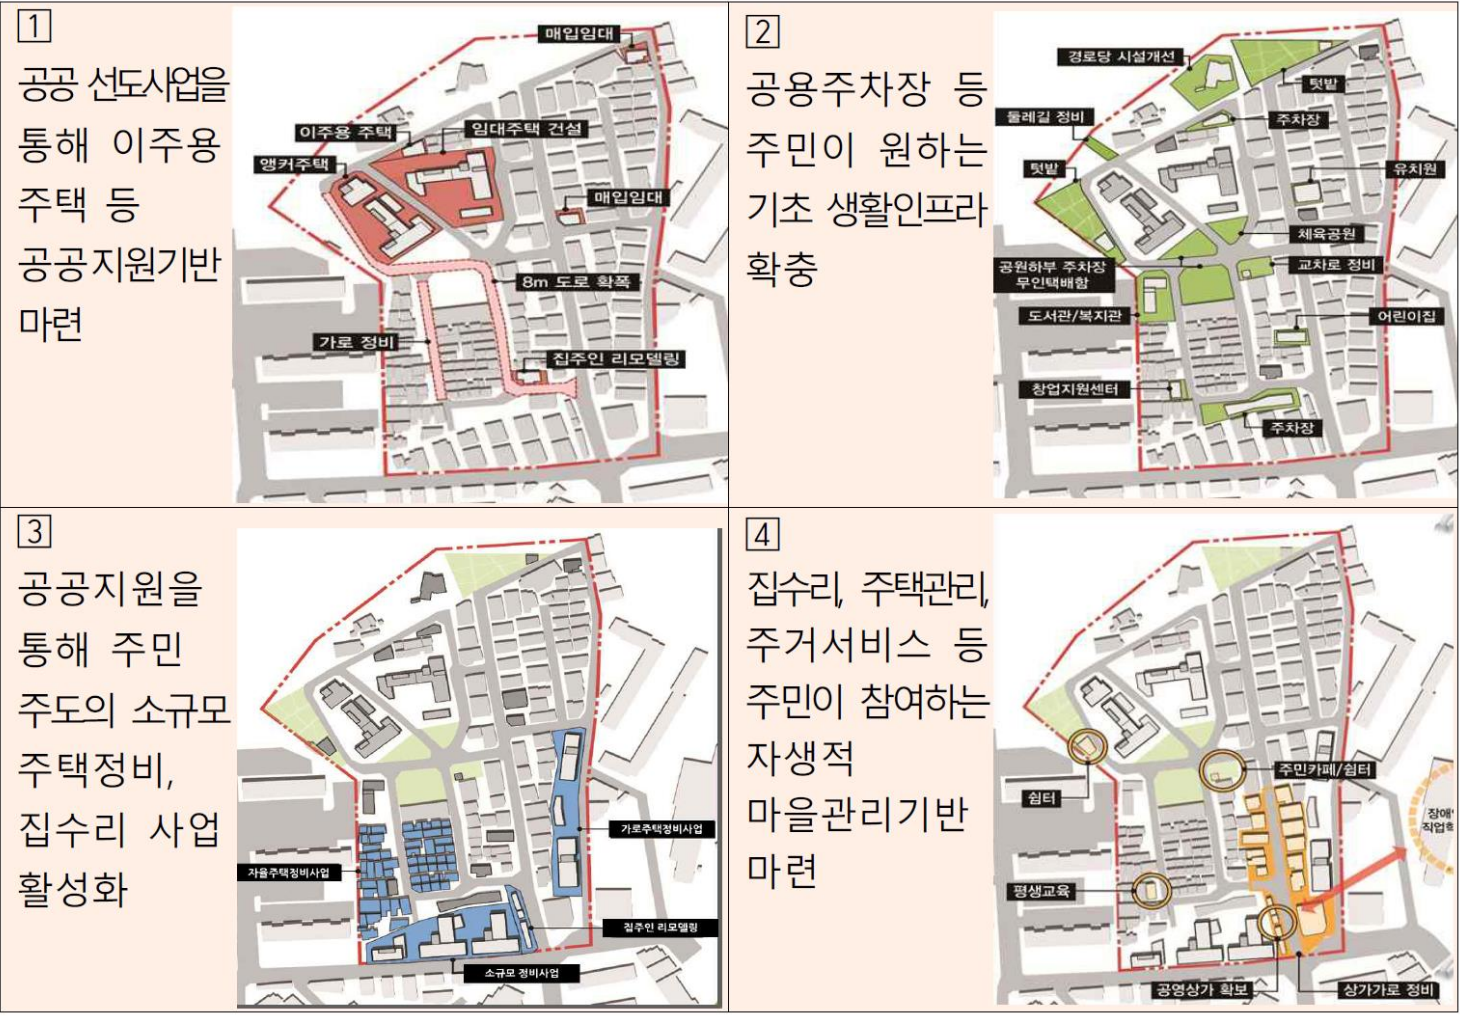 1
공공 선도사업을
통해 이주용
주택 등
공공지원기반
마련
매입임대
이주용 주택
임대주택 건설
앵커주택
매입임대
8m 도로 확폭
가로 정비
집주인 리모델링
2
공용주차장 등
주민이 원하는
기초 생활인프라
확충
경로당 시설개선
텃밭
둘레길 정비
주차장
텃밭
유치원
체육공원
공원하부 주차장
무인택배함
교차로 정비
도서관/복지관
어린이집
창업지원센터
주차장
3
공공지원을
통해 주민
주도의 소규모
주택정비,
집수리 사업
활성화
가로주택정비사업
자율주택정비사업
집주인 리모델링
소규모 정비사업
4
집수리, 주택관리,
주거서비스 등
주민이 참여하는
자생적
마을관리기반
마련
주민카페/쉼터
쉼터
평생교육
공영상가 확보
상가가로 정비